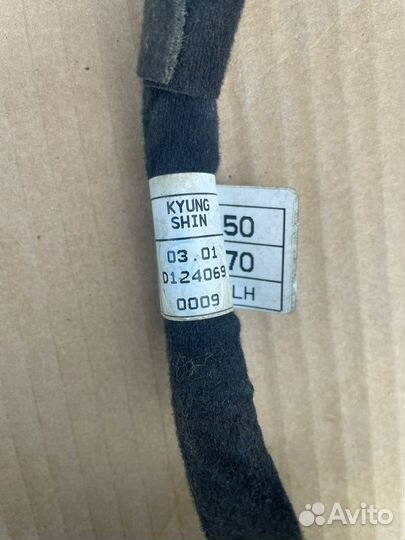 KYUNG
SHIN
03.01
D124069
0009
50
70
LH
Avito